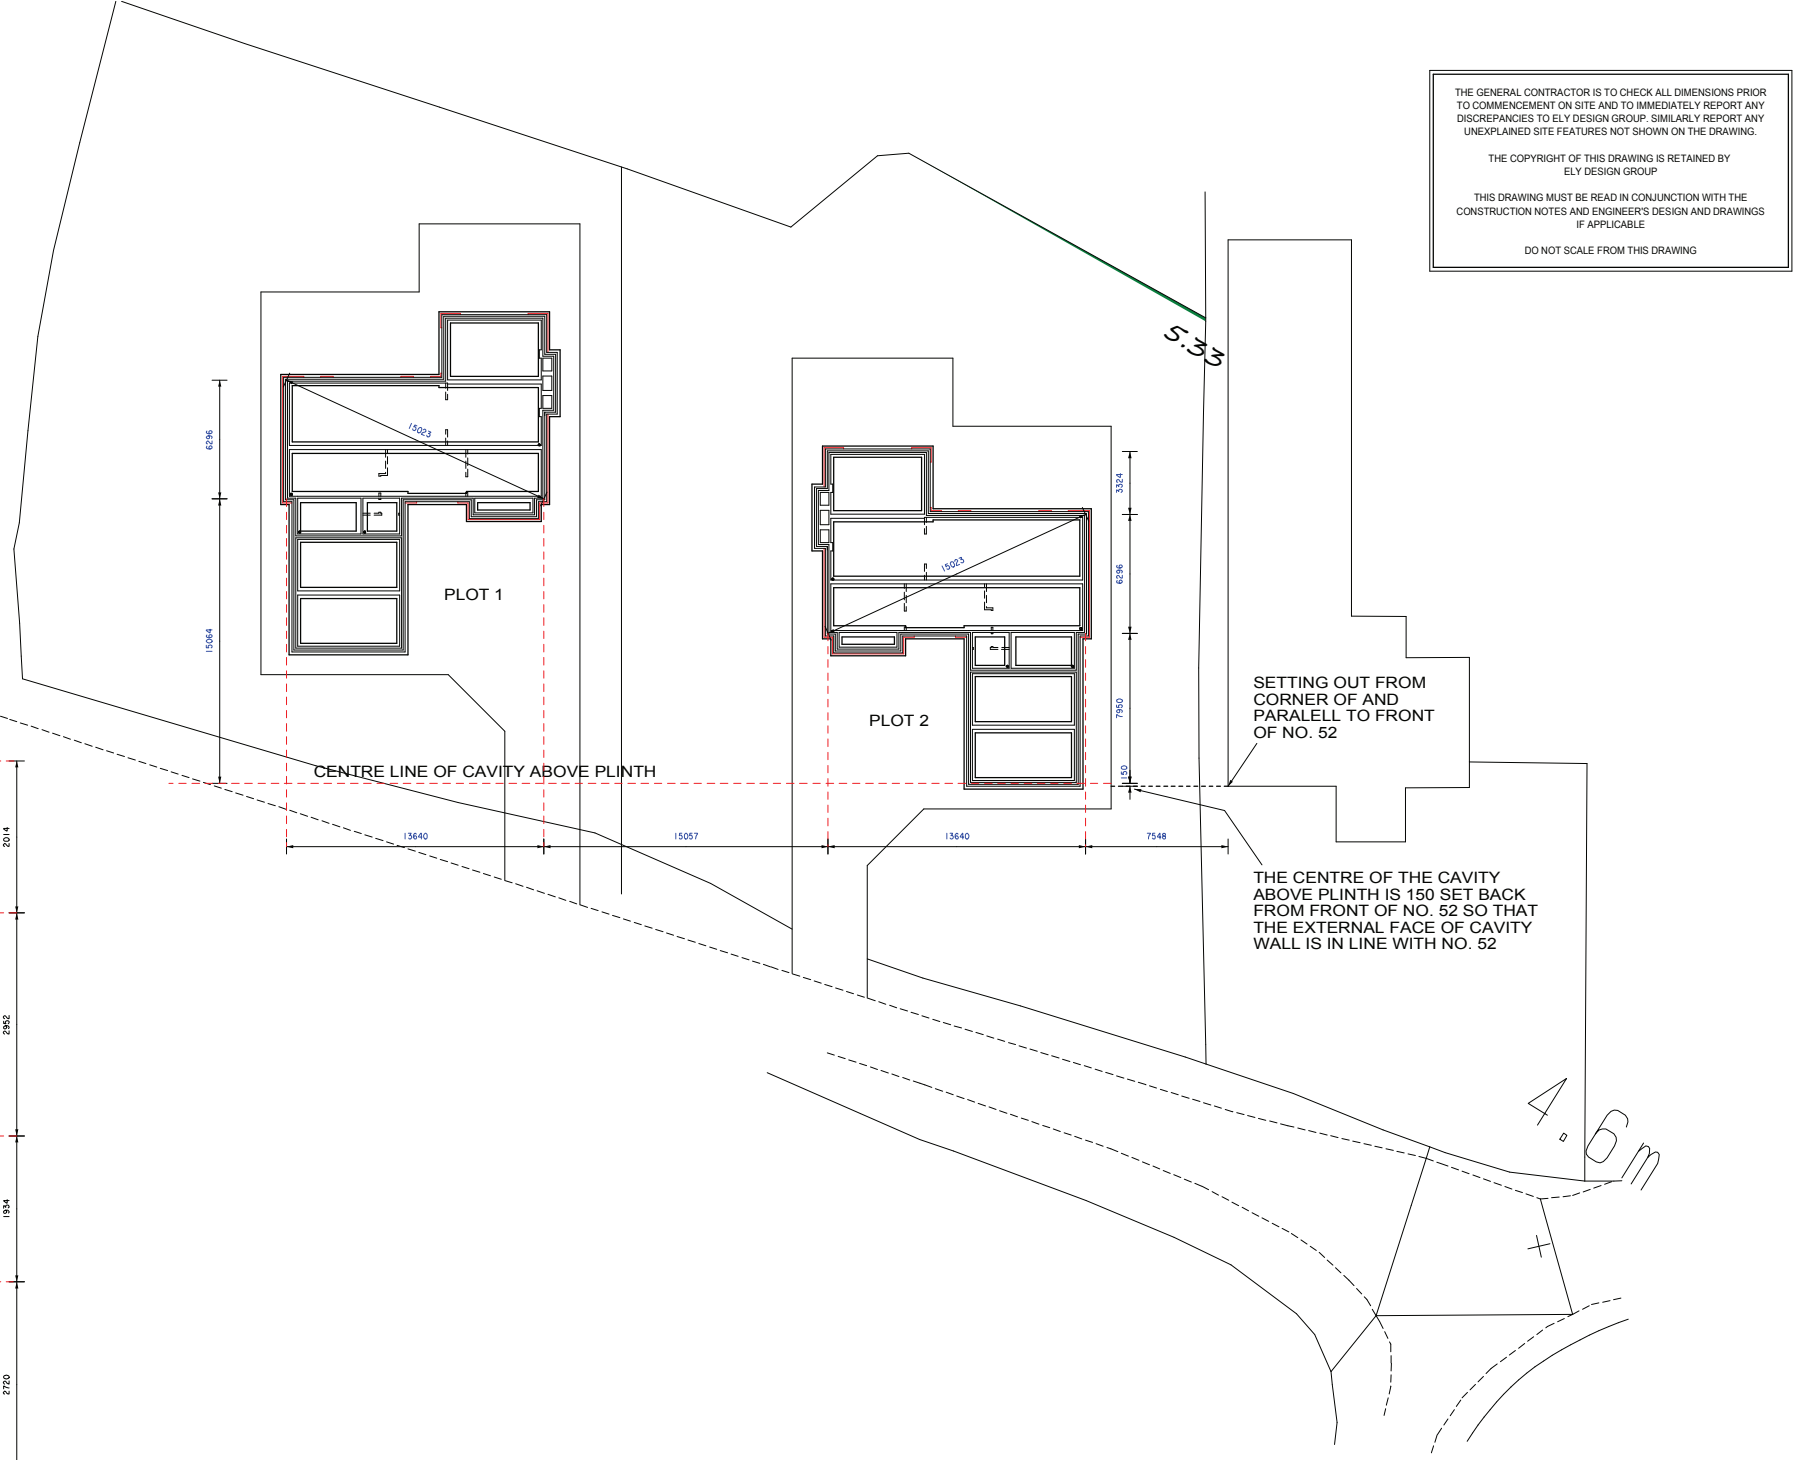 THE GENERAL CONTRACTOR IS TO CHECK ALL DIMENSIONS PRIOR
TO COMMENCEMENT ON SITE AND TO IMMEDIATELY REPORT ANY
DISCREPANCIES TO ELY DESIGN GROUP. SIMILARLY REPORT ANY
UNEXPLAINED SITE FEATURES NOT SHOWN ON THE DRAWING.
THE COPYRIGHT OF THIS DRAWING IS RETAINED BY
ELY DESIGN GROUP
THIS DRAWING MUST BE READ IN CONJUNCTION WITH THE
CONSTRUCTION NOTES AND ENGINEER'S DESIGN AND DRAWINGS
IF APPLICABLE
DO NOT SCALE FROM THIS DRAWING
5.33
6296
15023
15064
PLOT 1
3324
6296
15023
7950
150
PLOT 2
SETTING OUT FROM
CORNER OF AND
PARALELL TO FRONT
OF NO. 52
CENTRE LINE OF CAVITY ABOVE PLINTH
13640
15057
13640
7548
THE CENTRE OF THE CAVITY
ABOVE PLINTH IS 150 SET BACK
FROM FRONT OF NO. 52 SO THAT
THE EXTERNAL FACE OF CAVITY
WALL IS IN LINE WITH NO. 52
2014
2952
1934
2720
4.6m